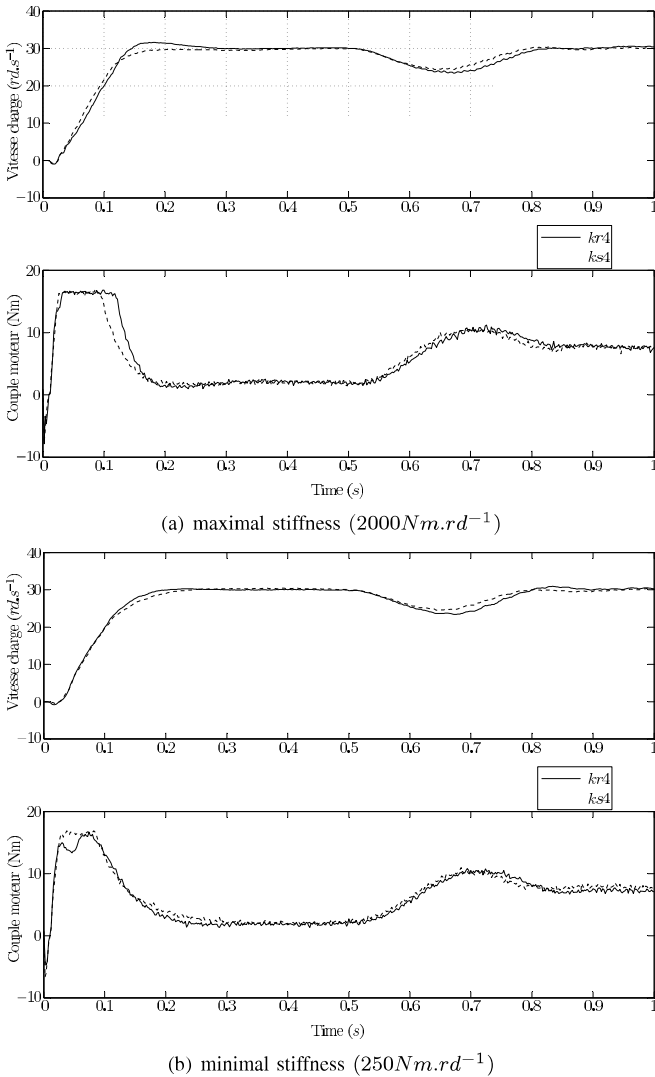 40
30
20
10
0
−10
Vitesse charge (rd.s⁻¹)
0 0.1 0.2 0.3 0.4 0.5 0.6 0.7 0.8 0.9 1
kr4
ks4
20
10
0
−10
Couple moteur (Nm)
0 0.1 0.2 0.3 0.4 0.5 0.6 0.7 0.8 0.9 1
Time (s)
(a) maximal stiffness (2000Nm.rd⁻¹)
40
30
20
10
0
−10
Vitesse charge (rd.s⁻¹)
0 0.1 0.2 0.3 0.4 0.5 0.6 0.7 0.8 0.9 1
kr4
ks4
20
10
0
−10
Couple moteur (Nm)
0 0.1 0.2 0.3 0.4 0.5 0.6 0.7 0.8 0.9 1
Time (s)
(b) minimal stiffness (250Nm.rd⁻¹)